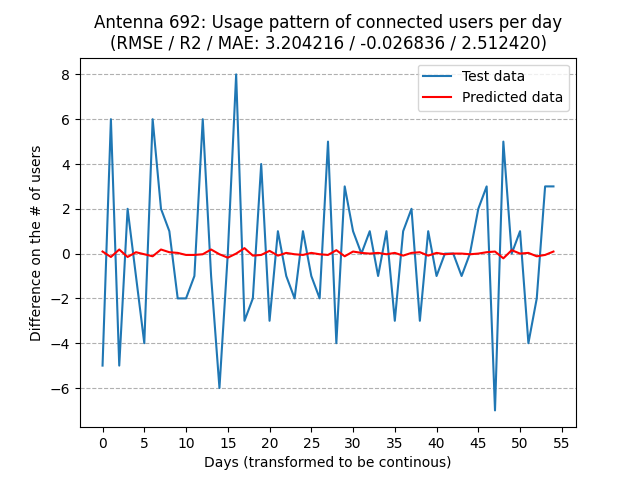 Antenna 692: Usage pattern of connected users per day
(RMSE / R2 / MAE: 3.204216 / -0.026836 / 2.512420)
Test data
Predicted data
Difference on the # of users
8
6
4
2
0
−2
−4
−6
0 5 10 15 20 25 30 35 40 45 50 55
Days (transformed to be continous)